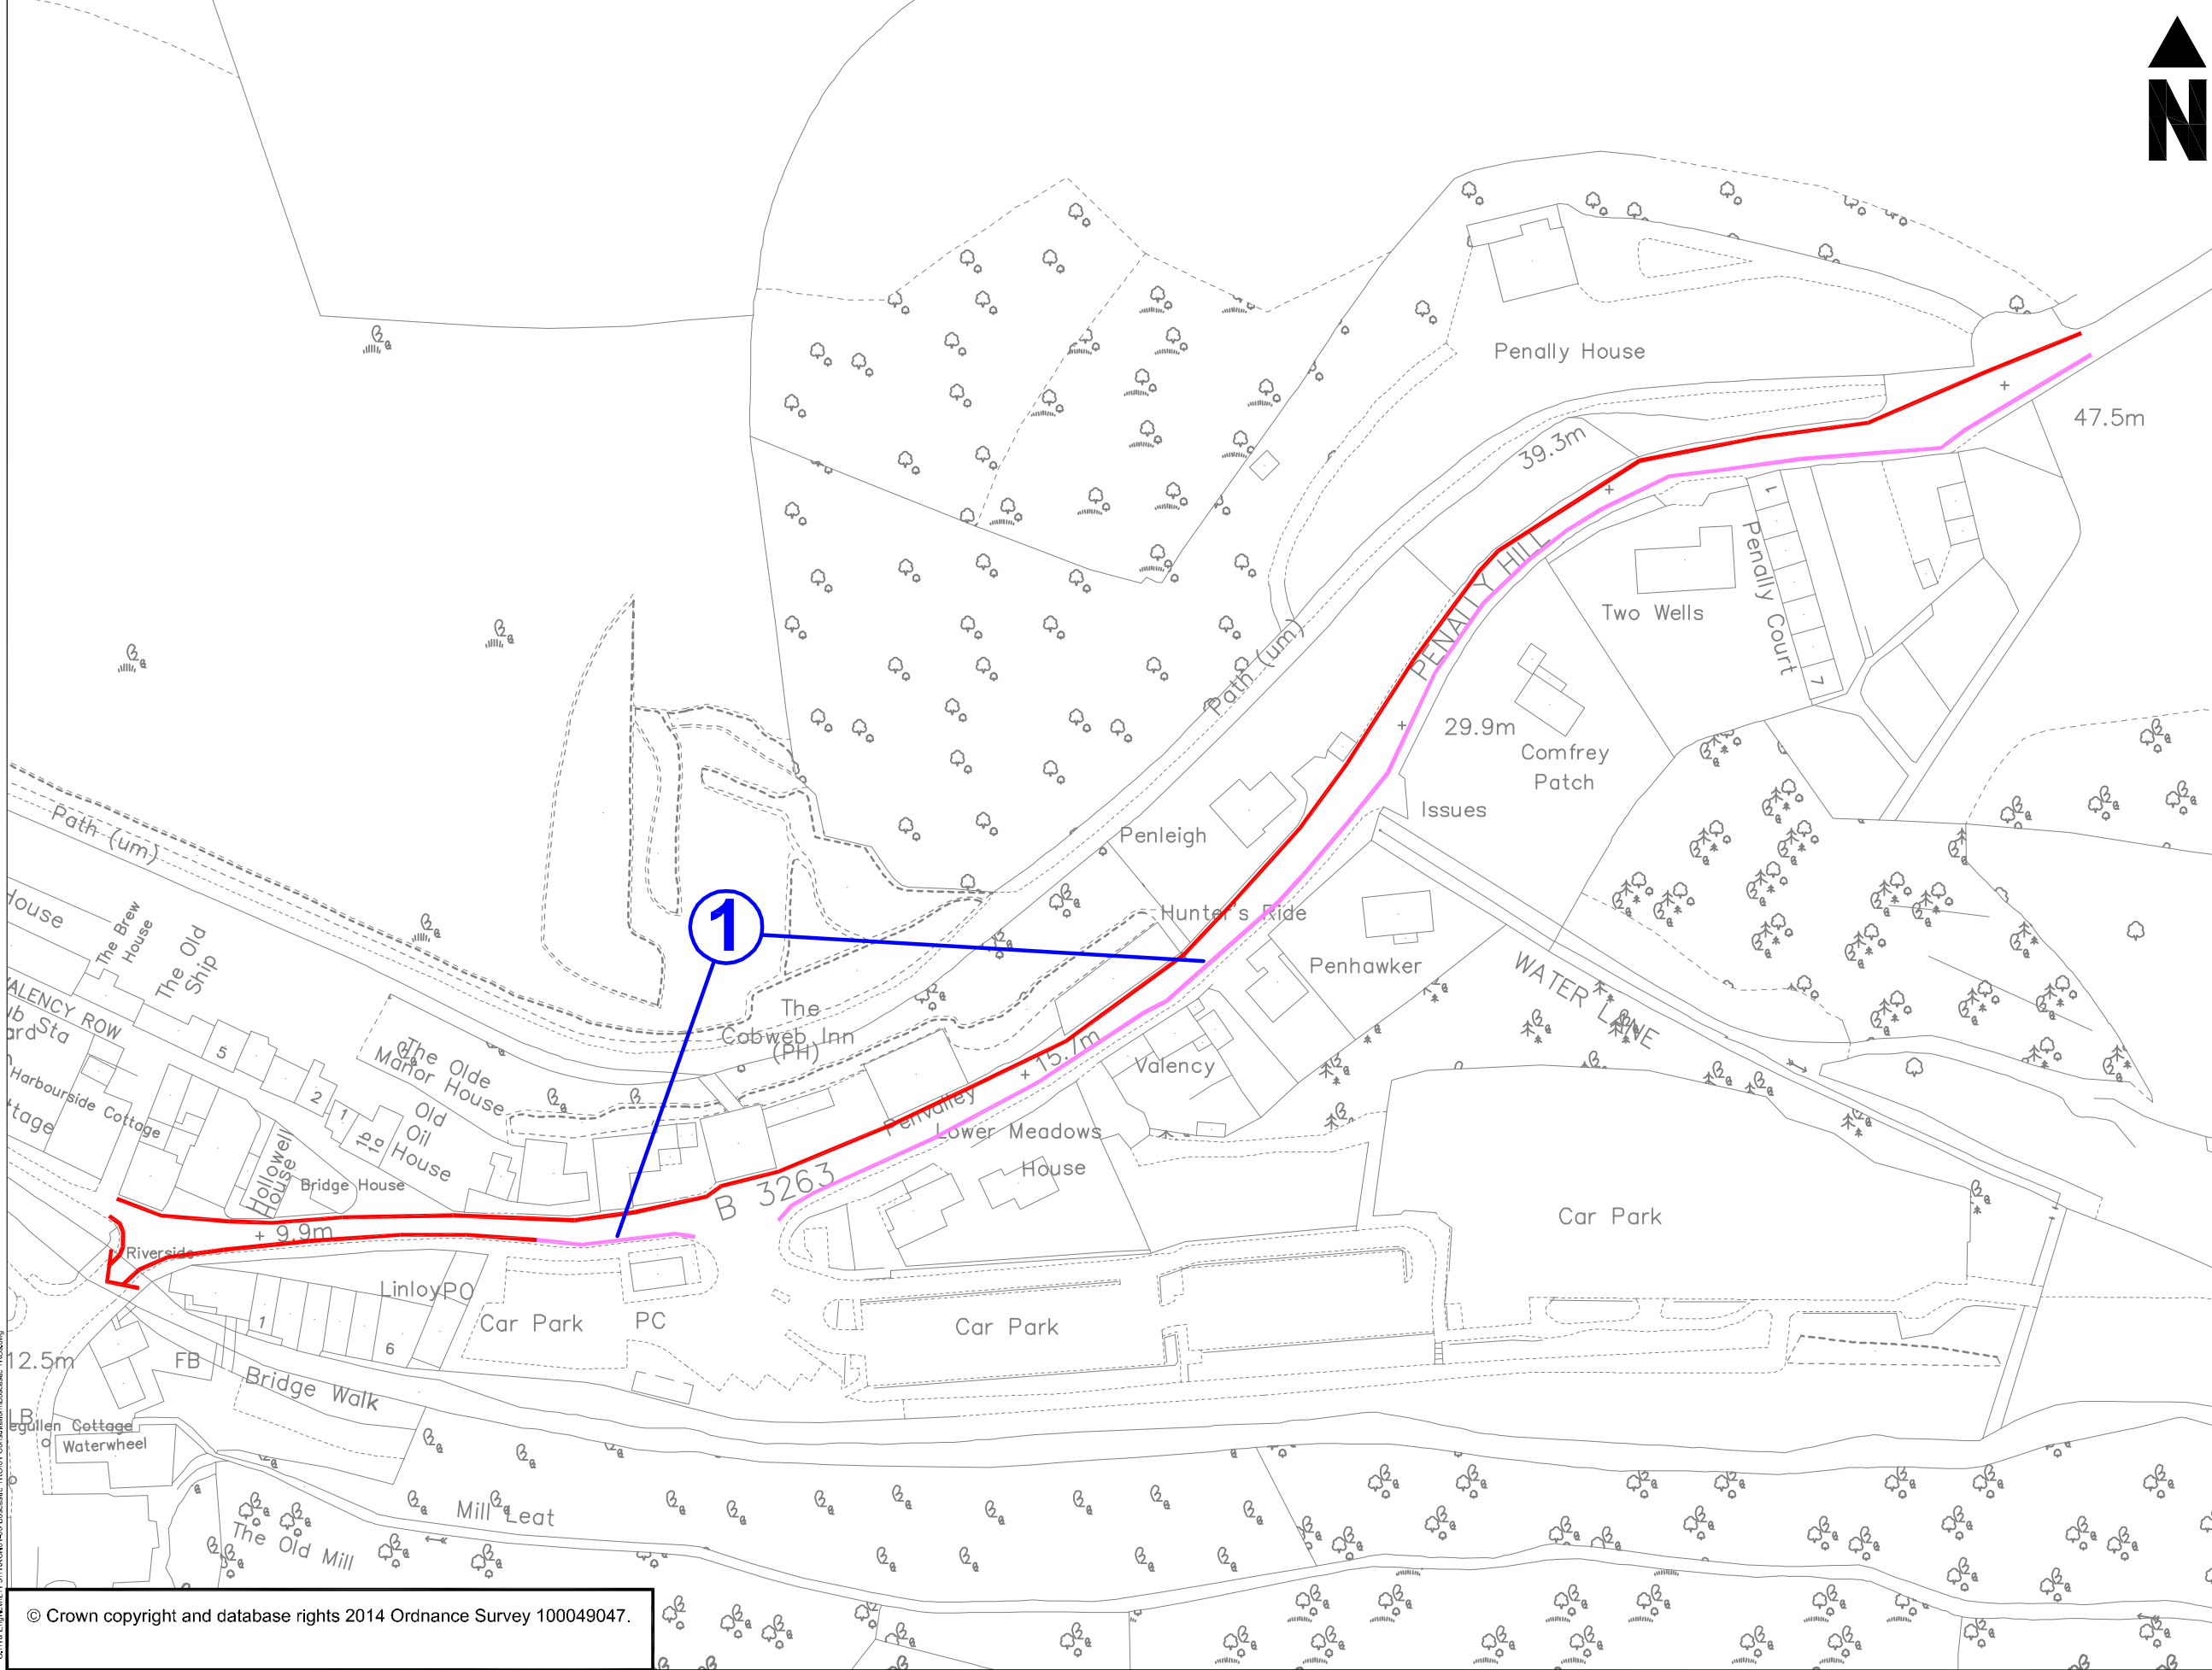 N
Penally House
47.5m
39.3m
1
Penally Court
7
PENALLY HILL
Two Wells
Path (um)
29.9m
Comfrey
Patch
Issues
Path (um)
Penleigh
House
The Brew
House
The Old
Ship
1
Hunter's Ride
Penhawker
WATER LANE
VALENCY ROW
The
Cobweb Inn
(PH)
5
The Olde
Manor House
15.7m
Valency
Harbourside Cottage
2
1
1b
1a
Old
Oil
House
Penvalley
Lower Meadows
House
Hollowell
House
Bridge House
B 3263
Car Park
9.9m
Riverside
Linloy
PO
1
6
Car Park
PC
Car Park
12.5m
FB
Bridge Walk
Waterwheel
Mill Leat
The Old Mill
© Crown copyright and database rights 2014 Ordnance Survey 100049047.